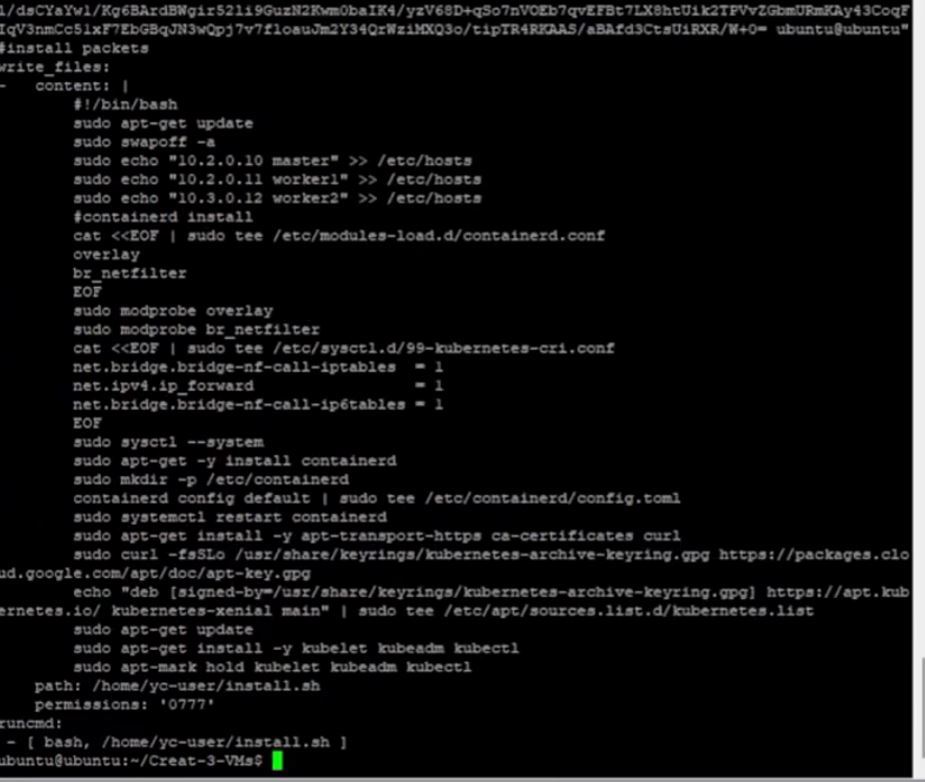 1/dsCYaYw1/Kg6BArdBWgir52li9GuzN2Kwm0baIK4/yzV68D+qSo7nVOEb7qvEFBt7LX8htUik2TPVvZGbmURmKAy43CoqF
IqV3nmCc51xF7EbGBqJN3wQpj7v7floauJm2Y34QrWziMXQ3o/tipTR4RKAAS/aBAfd3CtsUiRXR/W+0= ubuntu@ubuntu"
#install packets
write_files:
-   content: |
        #!/bin/bash
        sudo apt-get update
        sudo swapoff -a
        sudo echo "10.2.0.10 master" >> /etc/hosts
        sudo echo "10.2.0.11 worker1" >> /etc/hosts
        sudo echo "10.3.0.12 worker2" >> /etc/hosts
        #containerd install
        cat <<EOF | sudo tee /etc/modules-load.d/containerd.conf
        overlay
        br_netfilter
        EOF
        sudo modprobe overlay
        sudo modprobe br_netfilter
        cat <<EOF | sudo tee /etc/sysctl.d/99-kubernetes-cri.conf
        net.bridge.bridge-nf-call-iptables  = 1
        net.ipv4.ip_forward                 = 1
        net.bridge.bridge-nf-call-ip6tables = 1
        EOF
        sudo sysctl --system
        sudo apt-get -y install containerd
        sudo mkdir -p /etc/containerd
        containerd config default | sudo tee /etc/containerd/config.toml
        sudo systemctl restart containerd
        sudo apt-get install -y apt-transport-https ca-certificates curl
        sudo curl -fsSLo /usr/share/keyrings/kubernetes-archive-keyring.gpg https://packages.clo
ud.google.com/apt/doc/apt-key.gpg
        echo "deb [signed-by=/usr/share/keyrings/kubernetes-archive-keyring.gpg] https://apt.kub
ernetes.io/ kubernetes-xenial main" | sudo tee /etc/apt/sources.list.d/kubernetes.list
        sudo apt-get update
        sudo apt-get install -y kubelet kubeadm kubectl
        sudo apt-mark hold kubelet kubeadm kubectl
    path: /home/yc-user/install.sh
    permissions: '0777'
runcmd:
 - [ bash, /home/yc-user/install.sh ]
ubuntu@ubuntu:~/Creat-3-VMs$